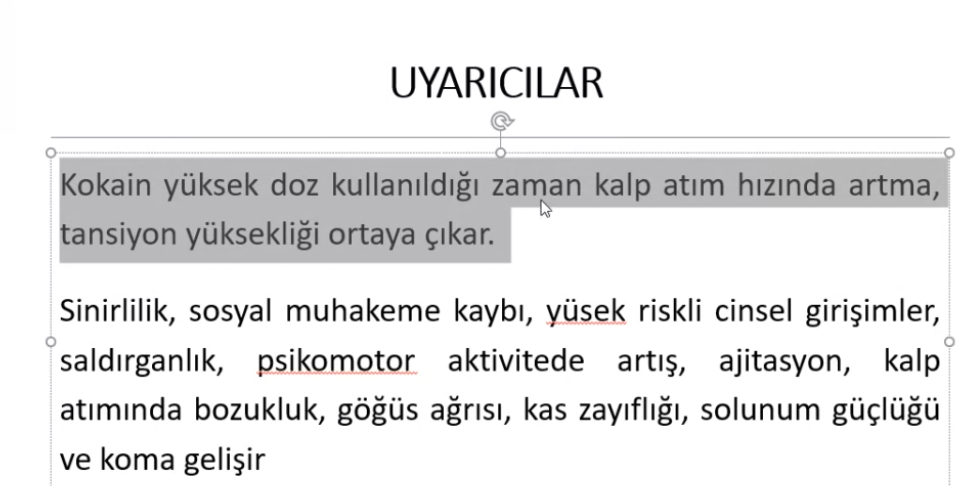 UYARICILAR
Kokain yüksek doz kullanıldığı zaman kalp atım hızında artma,
tansiyon yüksekliği ortaya çıkar.
Sinirlilik, sosyal muhakeme kaybı, yüsek riskli cinsel girişimler,
saldırganlık, psikomotor aktivitede artış, ajitasyon, kalp
atımında bozukluk, göğüs ağrısı, kas zayıflığı, solunum güçlüğü
ve koma gelişir